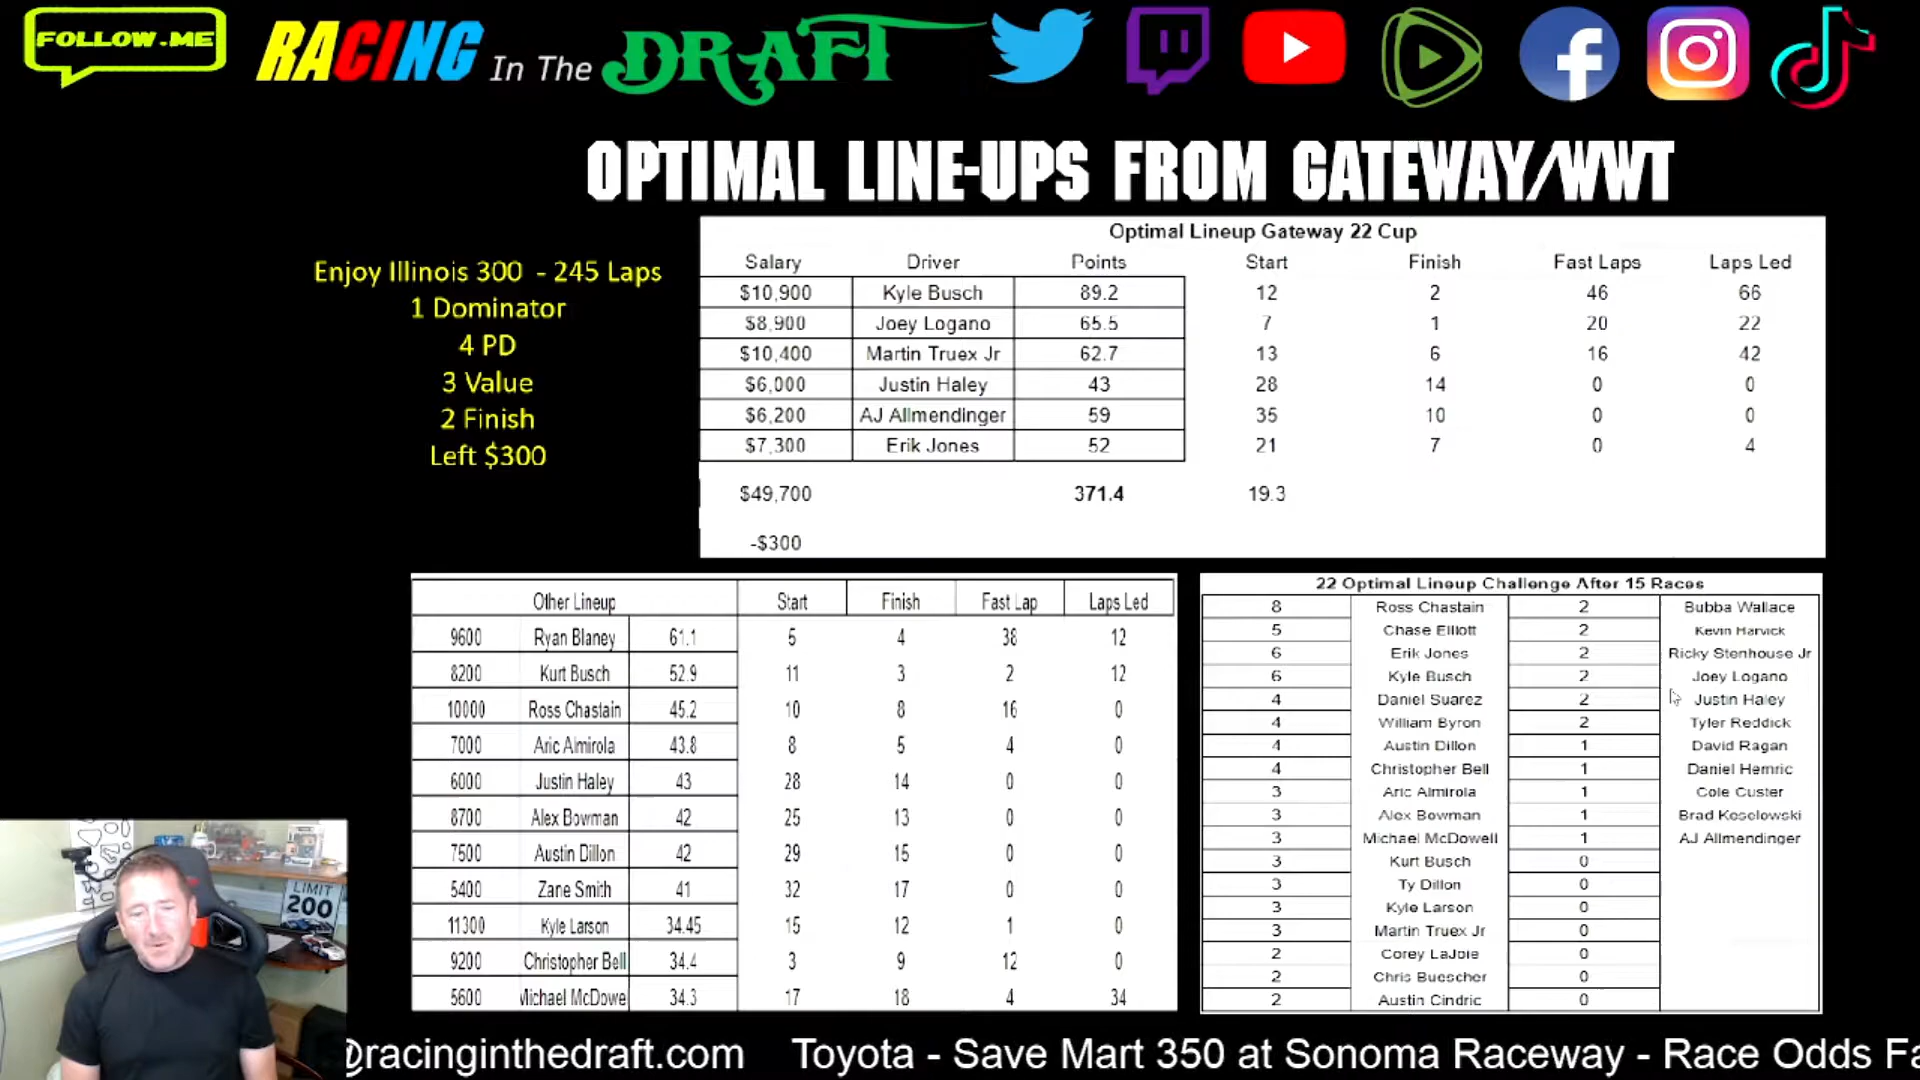 FOLLOW.ME
RACING In The DRAFT
OPTIMAL LINE-UPS FROM GATEWAY/WWT
Enjoy Illinois 300 - 245 Laps
1 Dominator
4 PD
3 Value
2 Finish
Left $300
Optimal Lineup Gateway 22 Cup
Salary Driver Points Start Finish Fast Laps Laps Led
$10,900 Kyle Busch 89.2 12 2 46 66
$8,900 Joey Logano 65.5 7 1 20 22
$10,400 Martin Truex Jr 62.7 13 6 16 42
$6,000 Justin Haley 43 28 14 0 0
$6,200 AJ Allmendinger 59 35 10 0 0
$7,300 Erik Jones 52 21 7 0 4
$49,700 371.4 19.3
-$300
Other Lineup Start Finish Fast Lap Laps Led
9600 Ryan Blaney 61.1 5 4 38 12
8200 Kurt Busch 52.9 11 3 2 12
10000 Ross Chastain 45.2 10 8 16 0
7000 Aric Almirola 43.8 8 5 4 0
6000 Justin Haley 43 28 14 0 0
8700 Alex Bowman 42 25 13 0 0
7500 Austin Dillon 42 29 15 0 0
5400 Zane Smith 41 32 17 0 0
11300 Kyle Larson 34.45 15 12 1 0
9200 Christopher Bell 34.4 3 9 12 0
5600 Michael McDowe 34.3 17 18 4 34
22 Optimal Lineup Challenge After 15 Races
8 Ross Chastain 2 Bubba Wallace
5 Chase Elliott 2 Kevin Harvick
6 Erik Jones 2 Ricky Stenhouse Jr
6 Kyle Busch 2 Joey Logano
4 Daniel Suarez 2 Justin Haley
4 William Byron 2 Tyler Reddick
4 Austin Dillon 1 David Ragan
4 Christopher Bell 1 Daniel Hemric
3 Aric Almirola 1 Cole Custer
3 Alex Bowman 1 Brad Keselowski
3 Michael McDowell 1 AJ Allmendinger
3 Kurt Busch 0
3 Ty Dillon 0
3 Kyle Larson 0
3 Martin Truex Jr 0
2 Corey LaJoie 0
2 Chris Buescher 0
2 Austin Cindric 0
LIMIT
200
@racinginthedraft.com Toyota - Save Mart 350 at Sonoma Raceway - Race Odds Fa